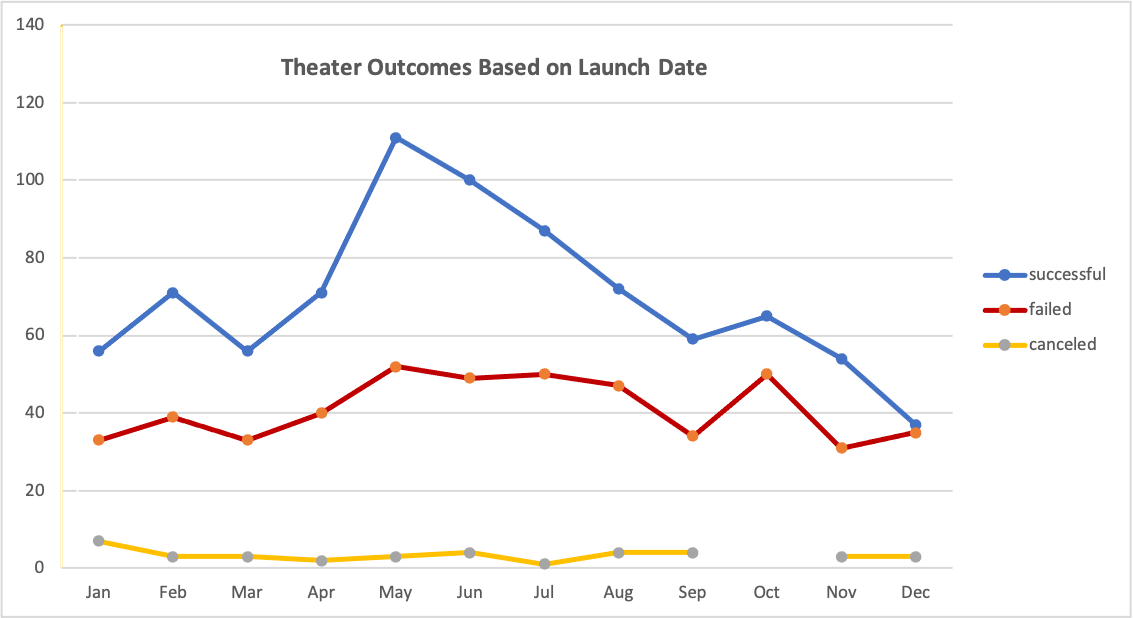 Theater Outcomes Based on Launch Date
140
120
100
80
60
40
20
0
Jan Feb Mar Apr May Jun Jul Aug Sep Oct Nov Dec
successful
failed
canceled